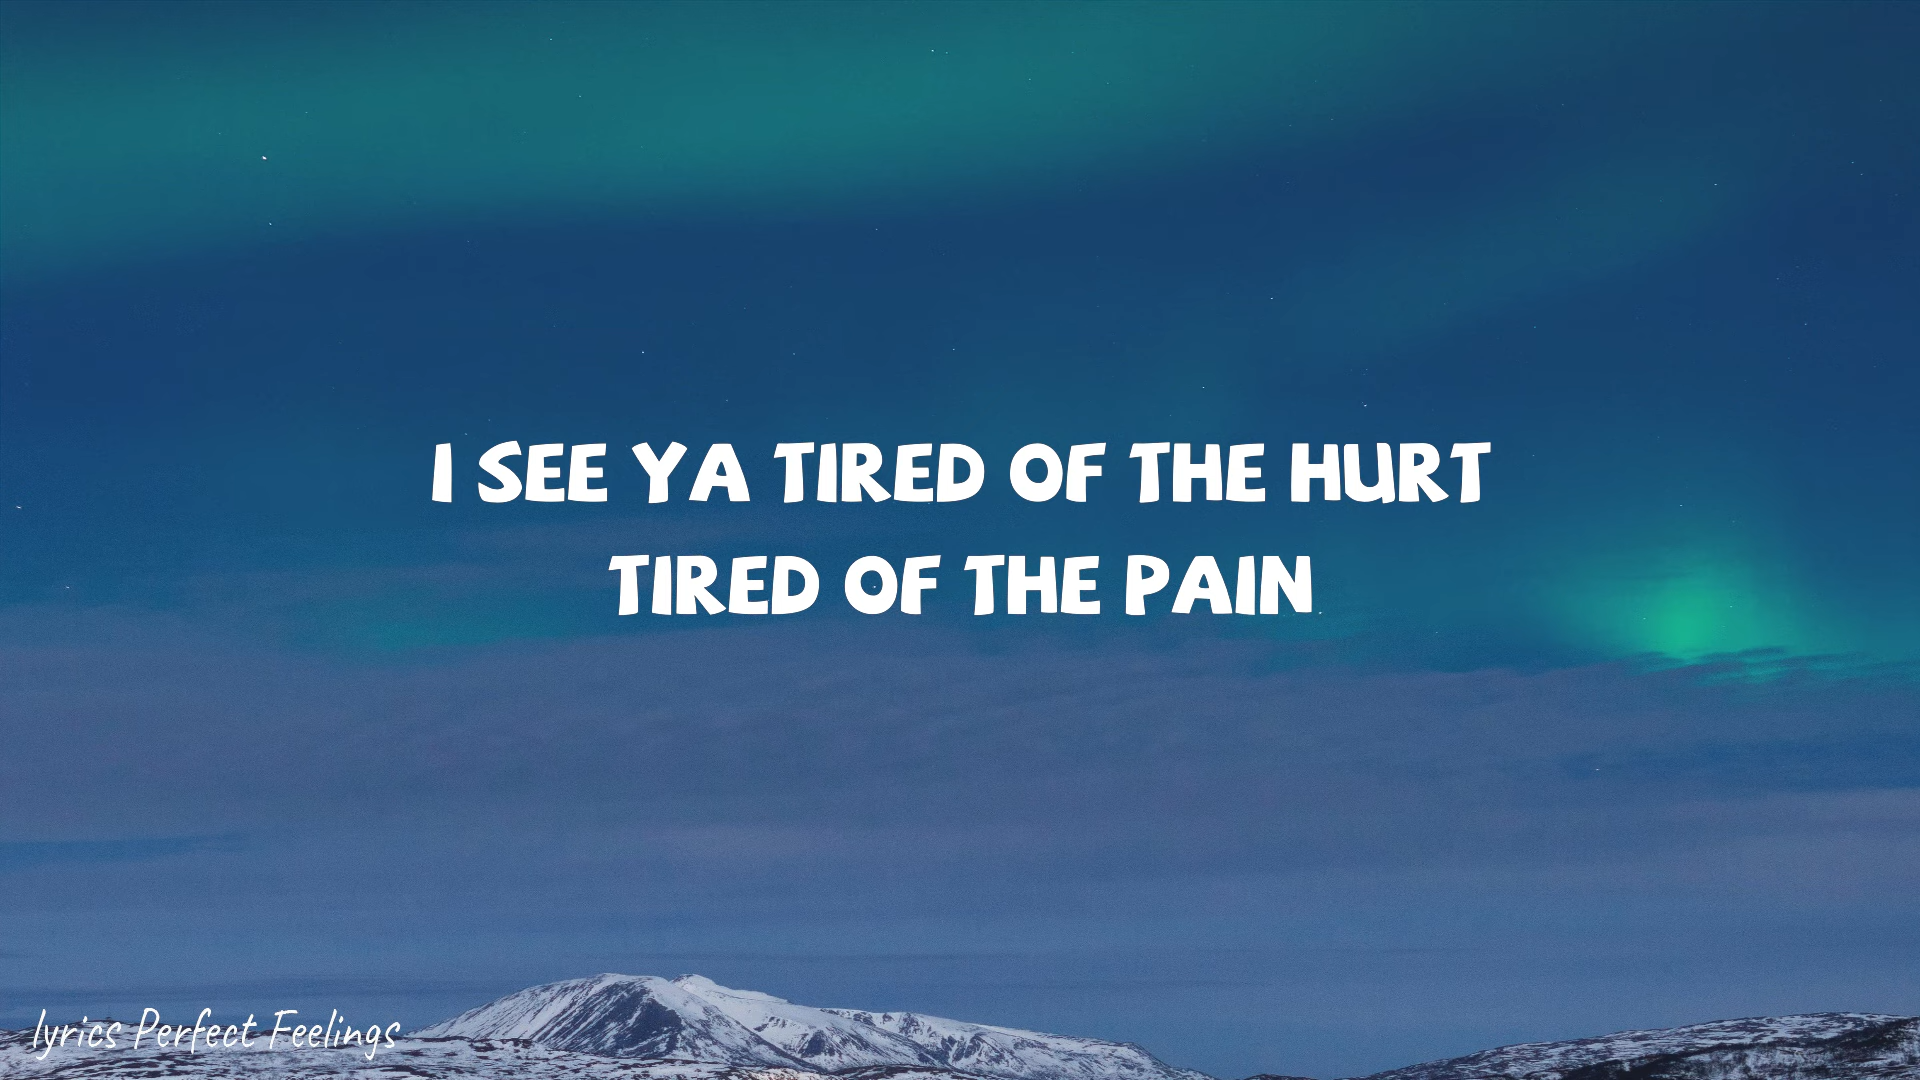 I SEE YA TIRED OF THE HURT
TIRED OF THE PAIN
lyrics Perfect Feelings